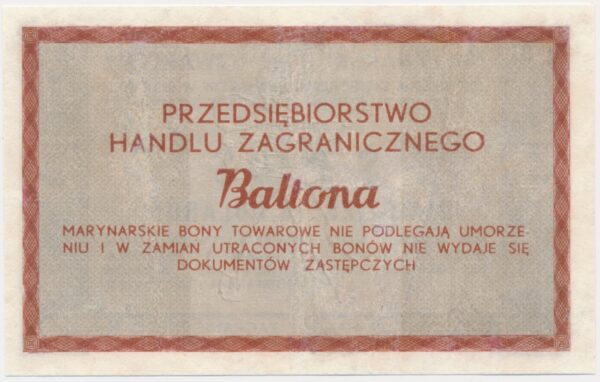 PRZEDSIĘBIORSTWO
HANDLU ZAGRANICZNEGO
Baltona
MARYNARSKIE BONY TOWAROWE NIE PODLEGAJĄ UMORZE-
NIU I W ZAMIAN UTRACONYCH BONÓW NIE WYDAJE SIĘ
DOKUMENTÓW ZASTĘPCZYCH